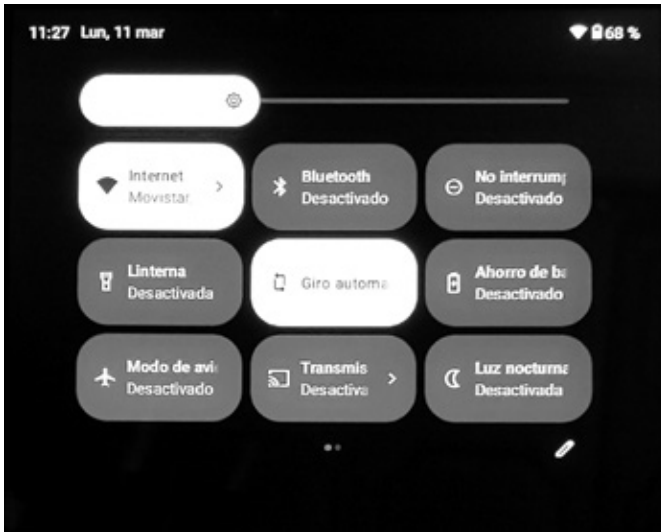 11:27 Lun, 11 mar 68 %
Internet
Movistar
Bluetooth
Desactivado
No interrump
Desactivado
Linterna
Desactivada
Giro automa
Ahorro de ba
Desactivado
Modo de avi
Desactivado
Transmis
Desactiva
Luz nocturna
Desactivada